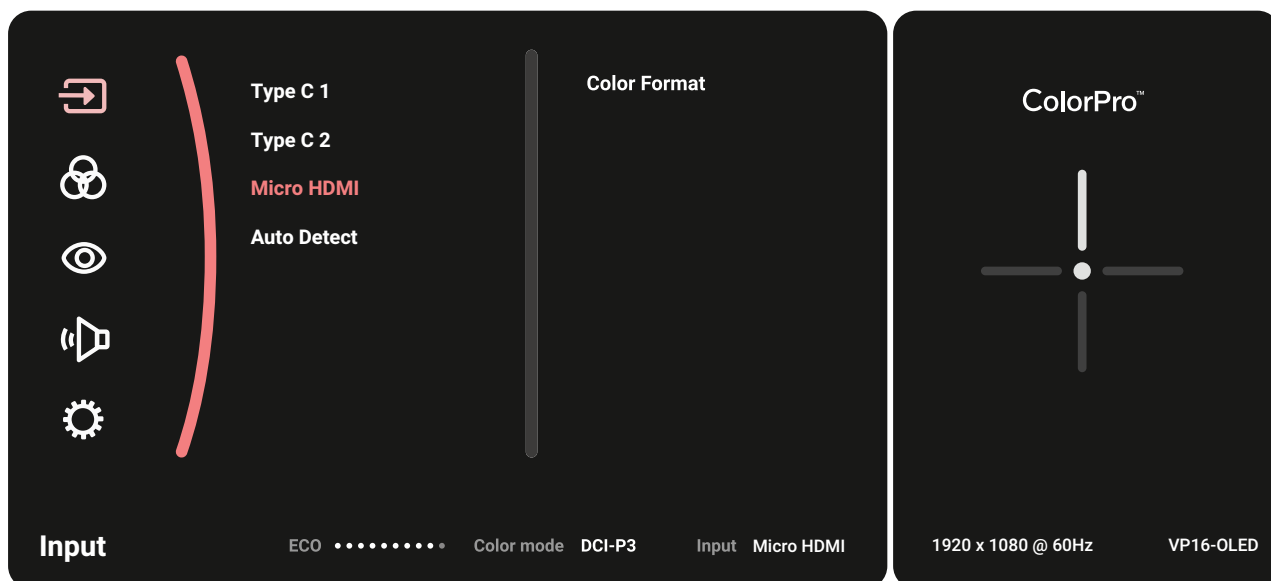 Type C 1
Type C 2
Micro HDMI
Auto Detect
Color Format
Input
ECO
Color mode DCI-P3
Input Micro HDMI
ColorPro™
1920 x 1080 @ 60Hz
VP16-OLED